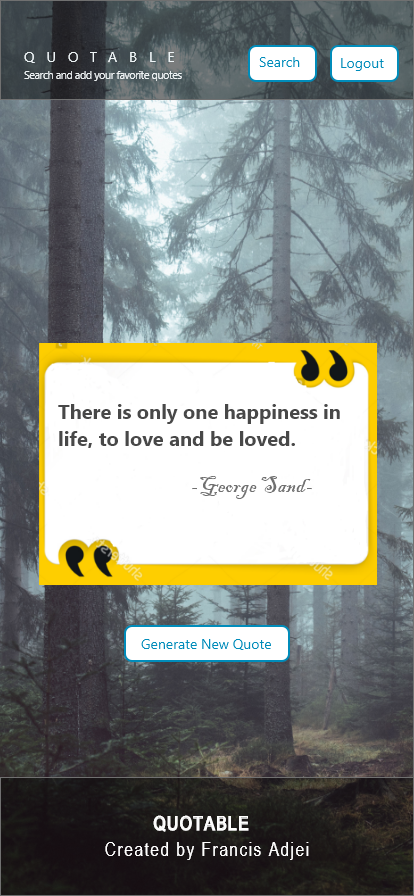 QUOTABLE
Search and add your favorite quotes
Search
Logout
There is only one happiness in
life, to love and be loved.
-George Sand-
Generate New Quote
QUOTABLE
Created by Francis Adjei